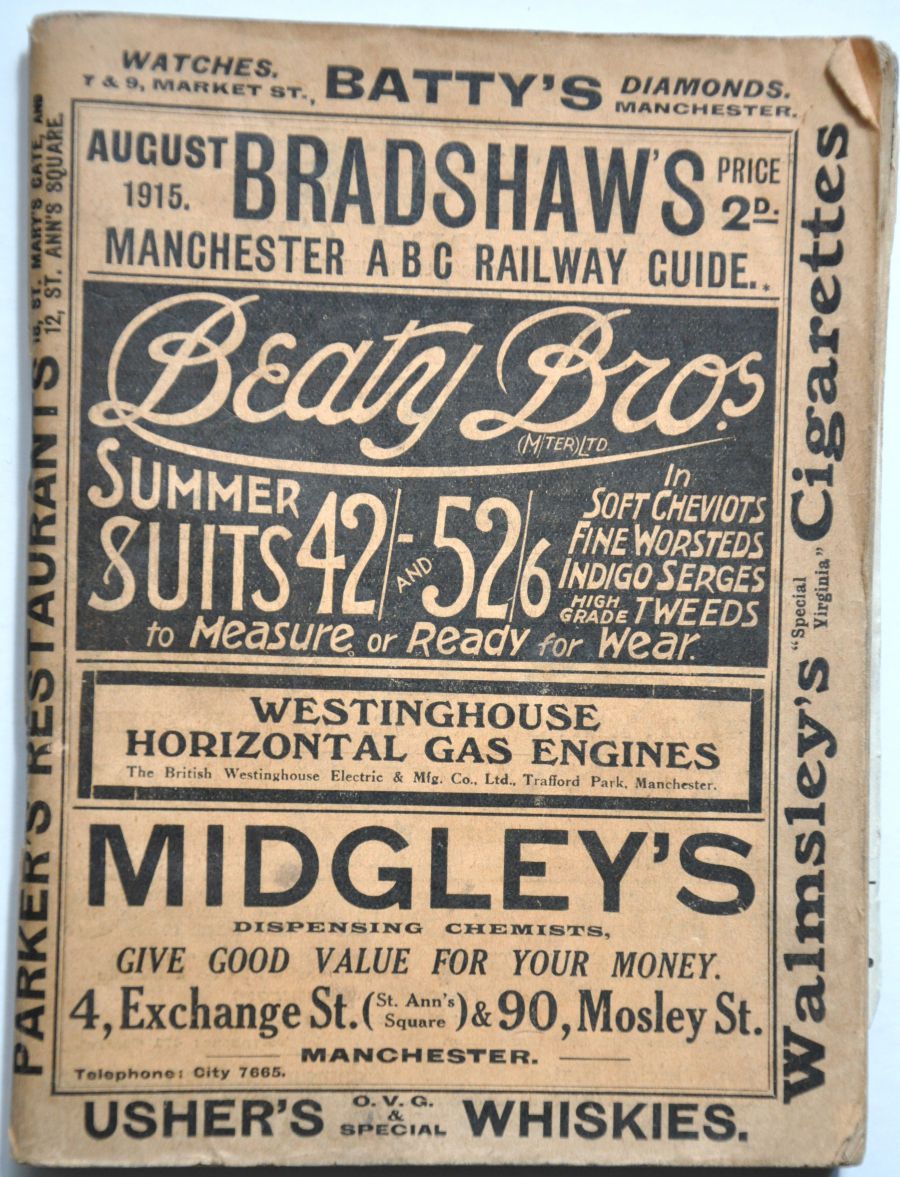 WATCHES.
7 & 9, MARKET ST.,
BATTY'S
DIAMONDS.
MANCHESTER.
AUGUST
1915.
BRADSHAW'S
PRICE
2D.
MANCHESTER A B C RAILWAY GUIDE.
Beaty Bros
(M/TER) LTD
SUMMER
SUITS 42/- AND 52/6
In
SOFT CHEVIOTS
FINE WORSTEDS
INDIGO SERGES
HIGH GRADE TWEEDS
to Measure or Ready for Wear.
WESTINGHOUSE
HORIZONTAL GAS ENGINES
The British Westinghouse Electric & Mfg. Co., Ltd., Trafford Park, Manchester.
MIDGLEY'S
DISPENSING CHEMISTS,
GIVE GOOD VALUE FOR YOUR MONEY.
4, Exchange St. (St. Ann's Square) & 90, Mosley St.
MANCHESTER.
Telephone: City 7665.
USHER'S O.V.G. & SPECIAL WHISKIES.
PARKER'S RESTAURANTS
ST. MARY'S GATE, AND
12, ST. ANN'S SQUARE.
Walmsley's "Special Virginia," Cigarettes